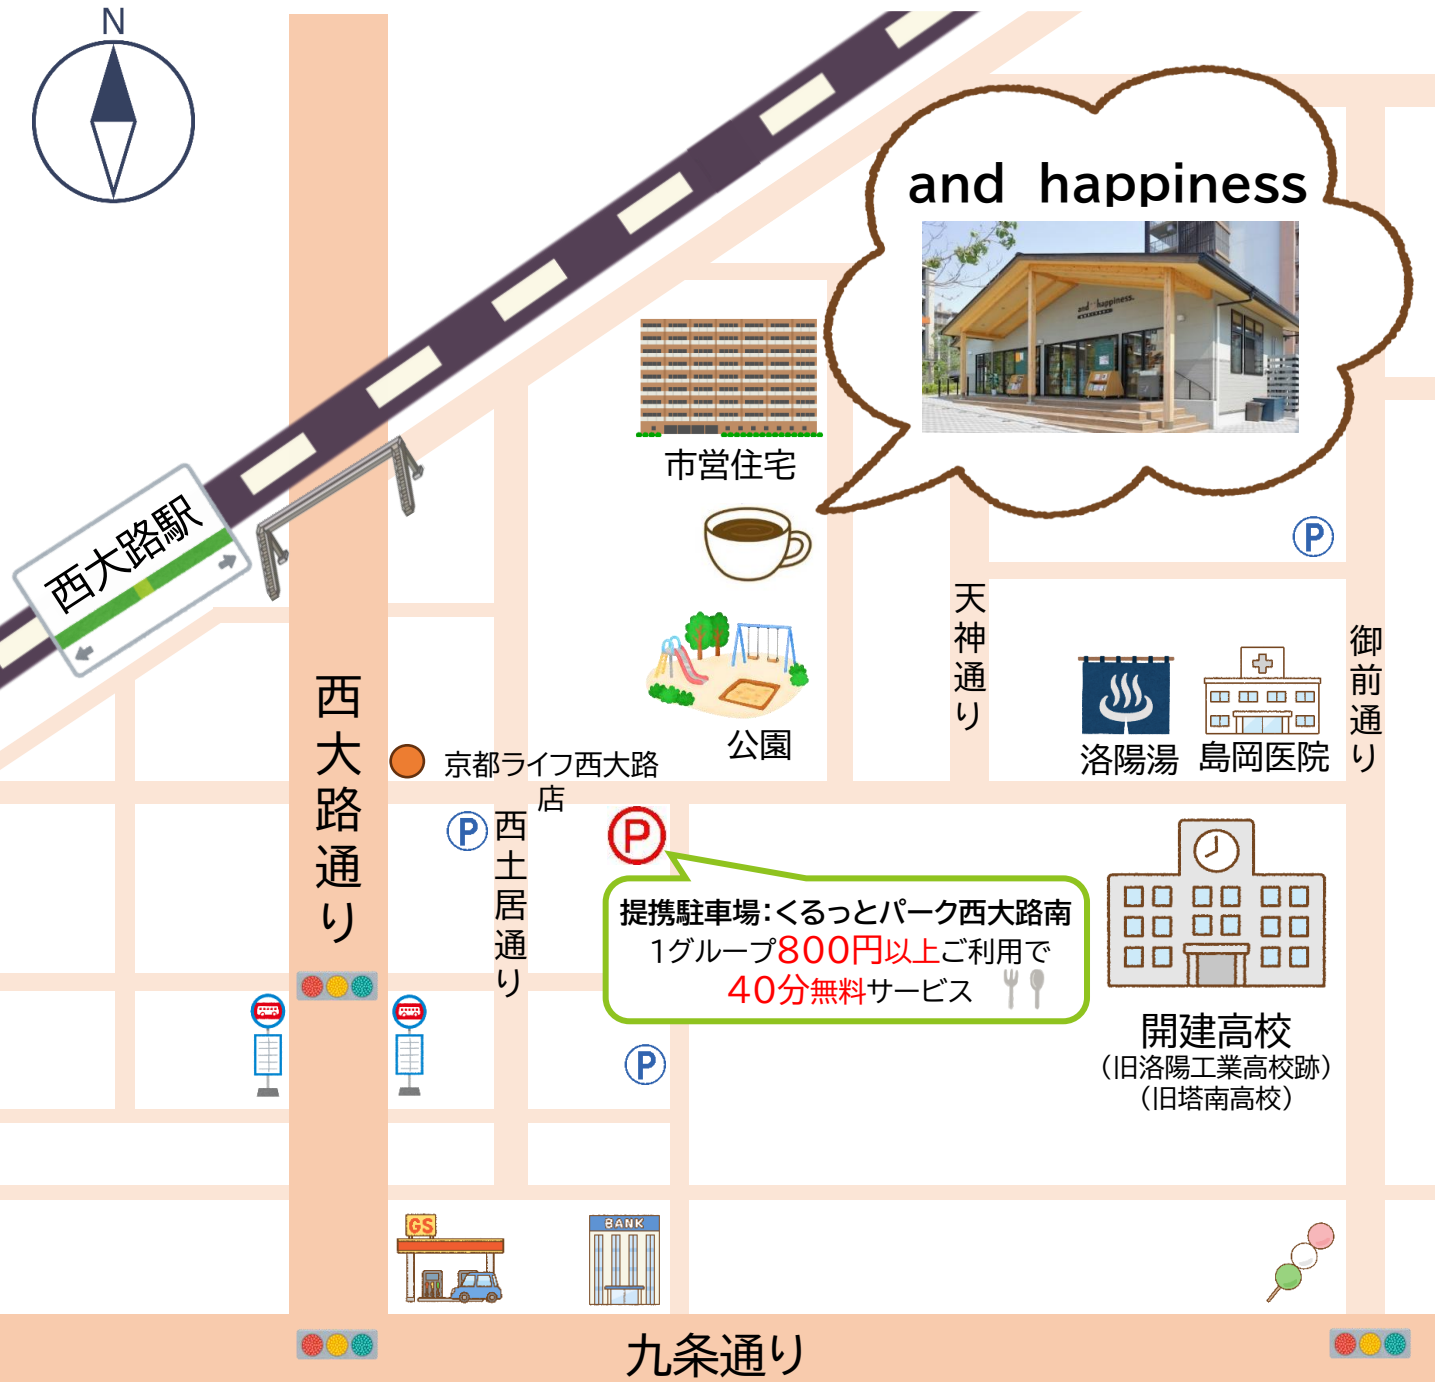 N
and happiness
and happiness.
市営住宅
西大路駅
天神通り
御前通り
西大路通り
公園
洛陽湯
島岡医院
京都ライフ西大路
店
P
P
西土居通り
P
提携駐車場：くるっとパーク西大路南
1グループ800円以上ご利用で
40分無料サービス
P
開建高校
（旧洛陽工業高校跡）
（旧塔南高校）
GS
BANK
九条通り